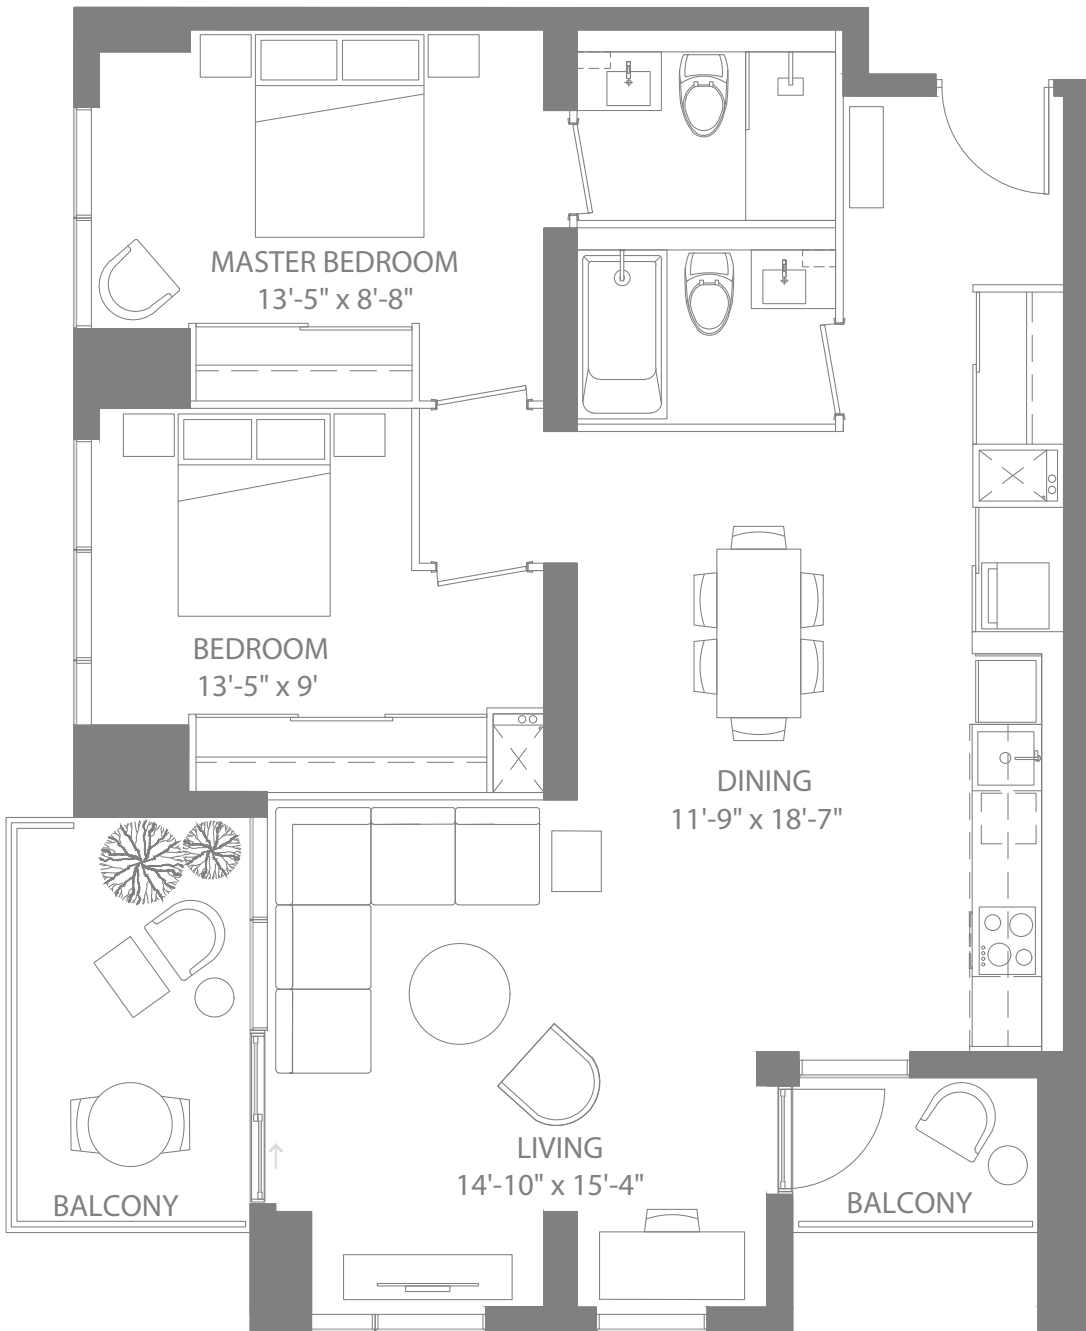 MASTER BEDROOM
13'-5" x 8'-8"
BEDROOM
13'-5" x 9'
DINING
11'-9" x 18'-7"
LIVING
14'-10" x 15'-4"
BALCONY
BALCONY